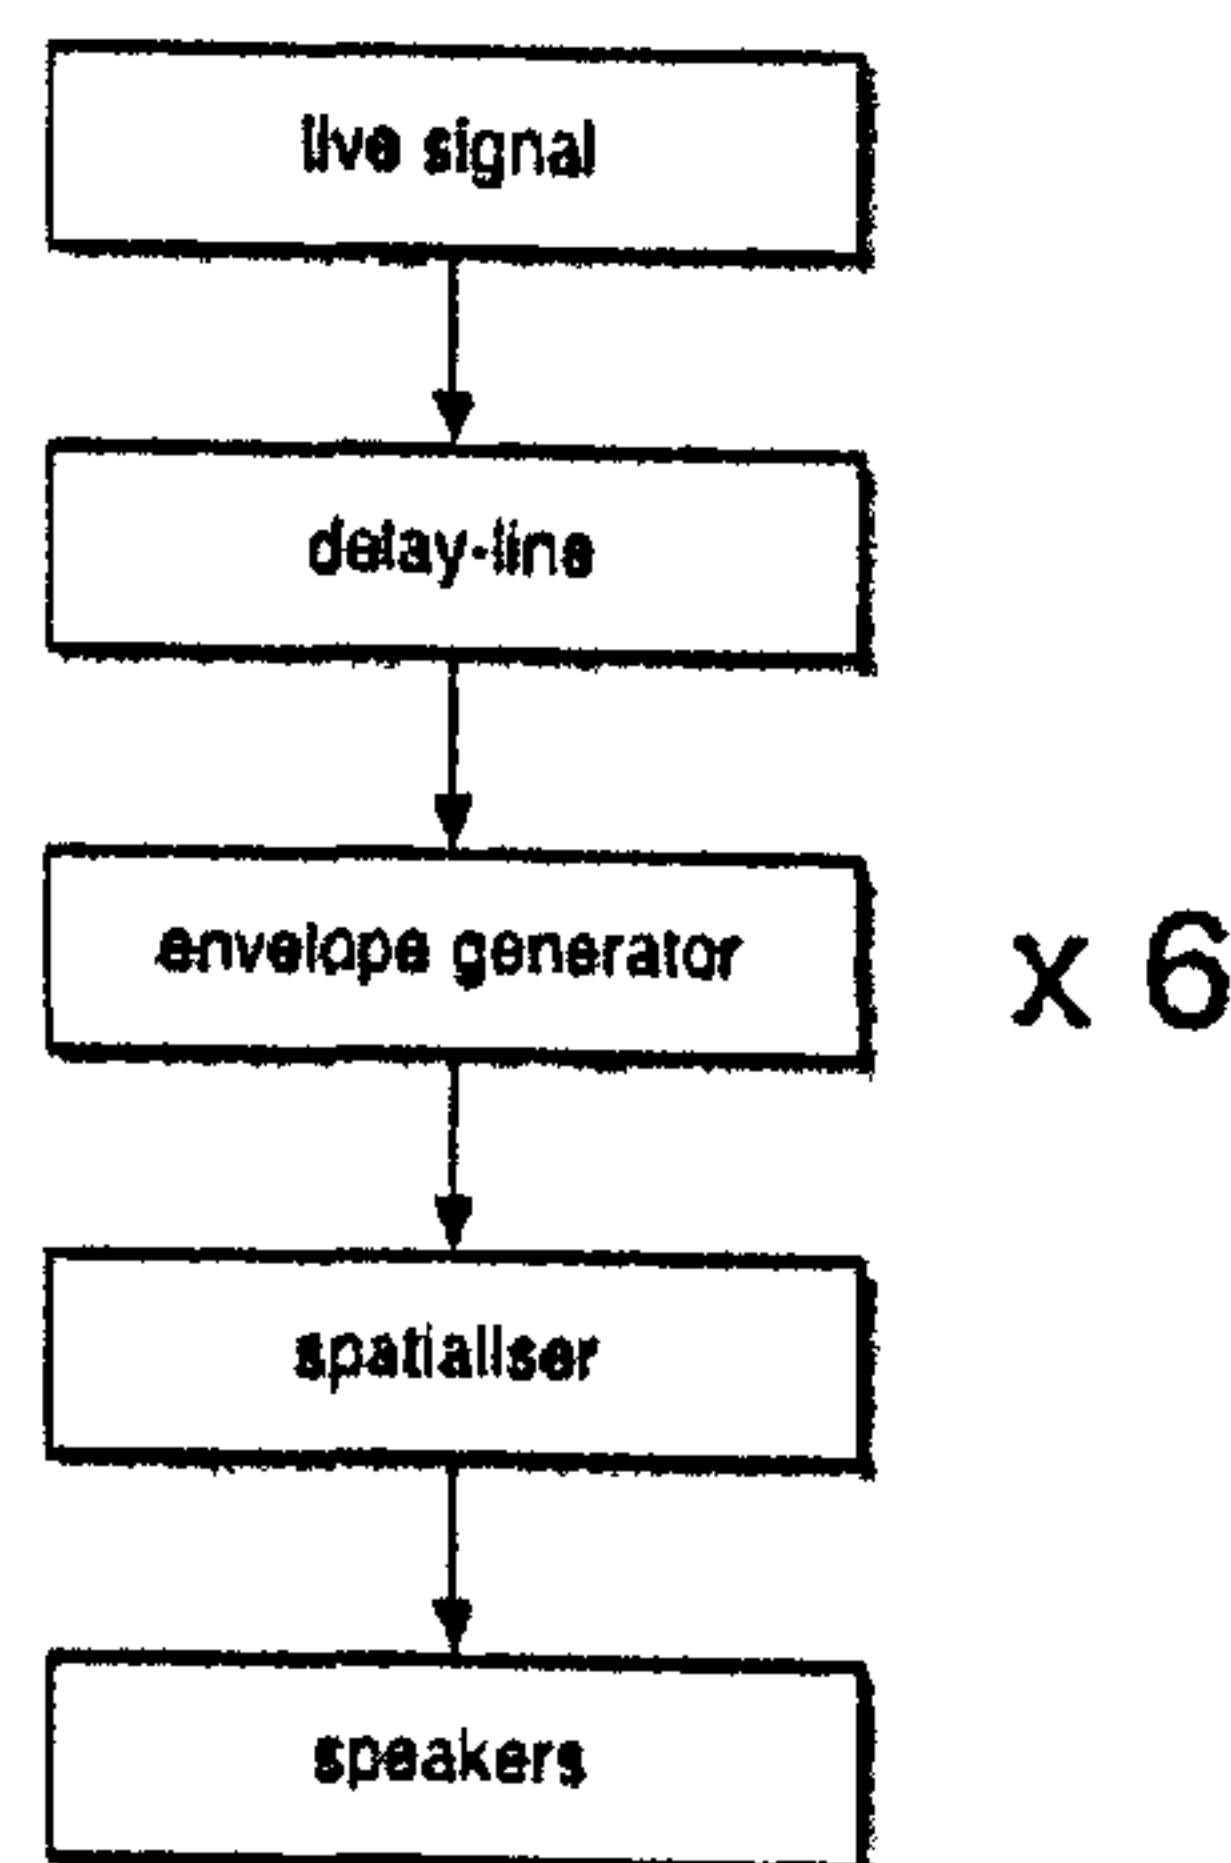 live signal
delay-line
envelope generator
x 6
spatialiser
speakers